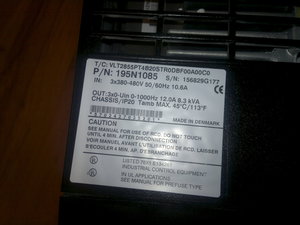 T/C: VLT2855PT4B20STR0DBF00A00C0
P/N: 195N1085 S/N: 156829G177
IN: 3x380-480V 50/60Hz 10.6A
OUT: 3x0-Uin 0-1000Hz 12.0A 8.3 kVA
CHASSIS/IP20 Tamb MAX. 45°C/113°F
MADE IN DENMARK
CAUTION
SEE MANUAL FOR USE OF RCD. DO NOT TOUCH
UNTIL 4 MIN. AFTER DISCONNECTION
VOIR MANUEL AVANT L'UTILISATION DE RCD, LAISSER
S'ECOULER 4 MIN. AP. D'EBRANCHAGE
LISTED 76X1 E134261
INDUSTRIAL CONTROL EQUIPMENT
IN UL APPLICATIONS
SEE MANUAL FOR PREFUSE TYPE